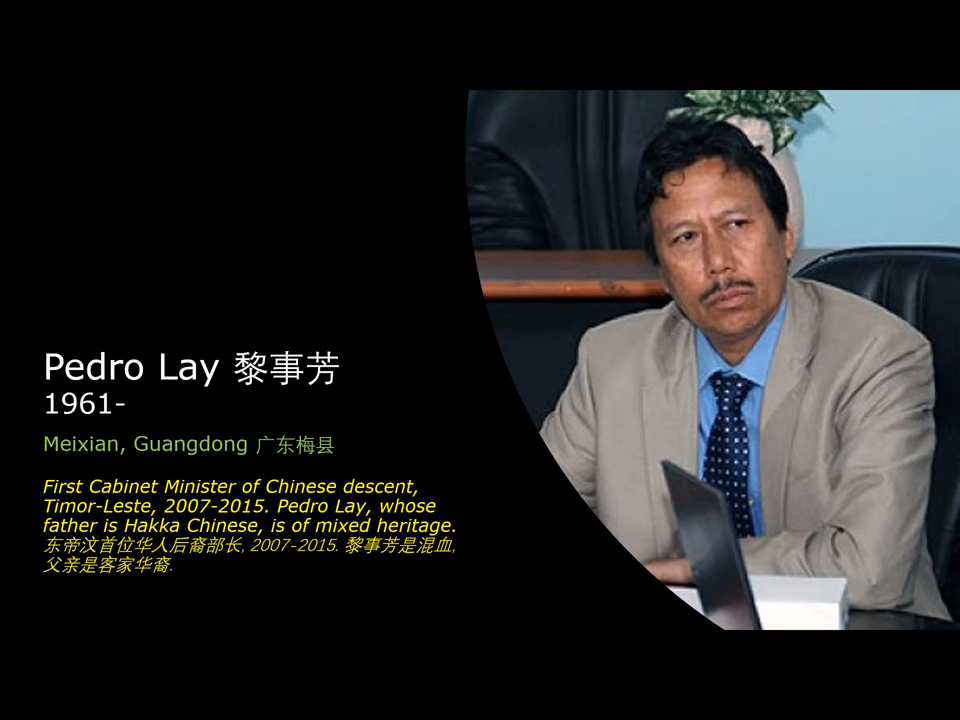 Pedro Lay 黎事芳
1961-
Meixian, Guangdong 广东梅县
First Cabinet Minister of Chinese descent,
Timor-Leste, 2007-2015. Pedro Lay, whose
father is Hakka Chinese, is of mixed heritage.
东帝汶首位华人后裔部长, 2007-2015. 黎事芳是混血,
父亲是客家华裔.